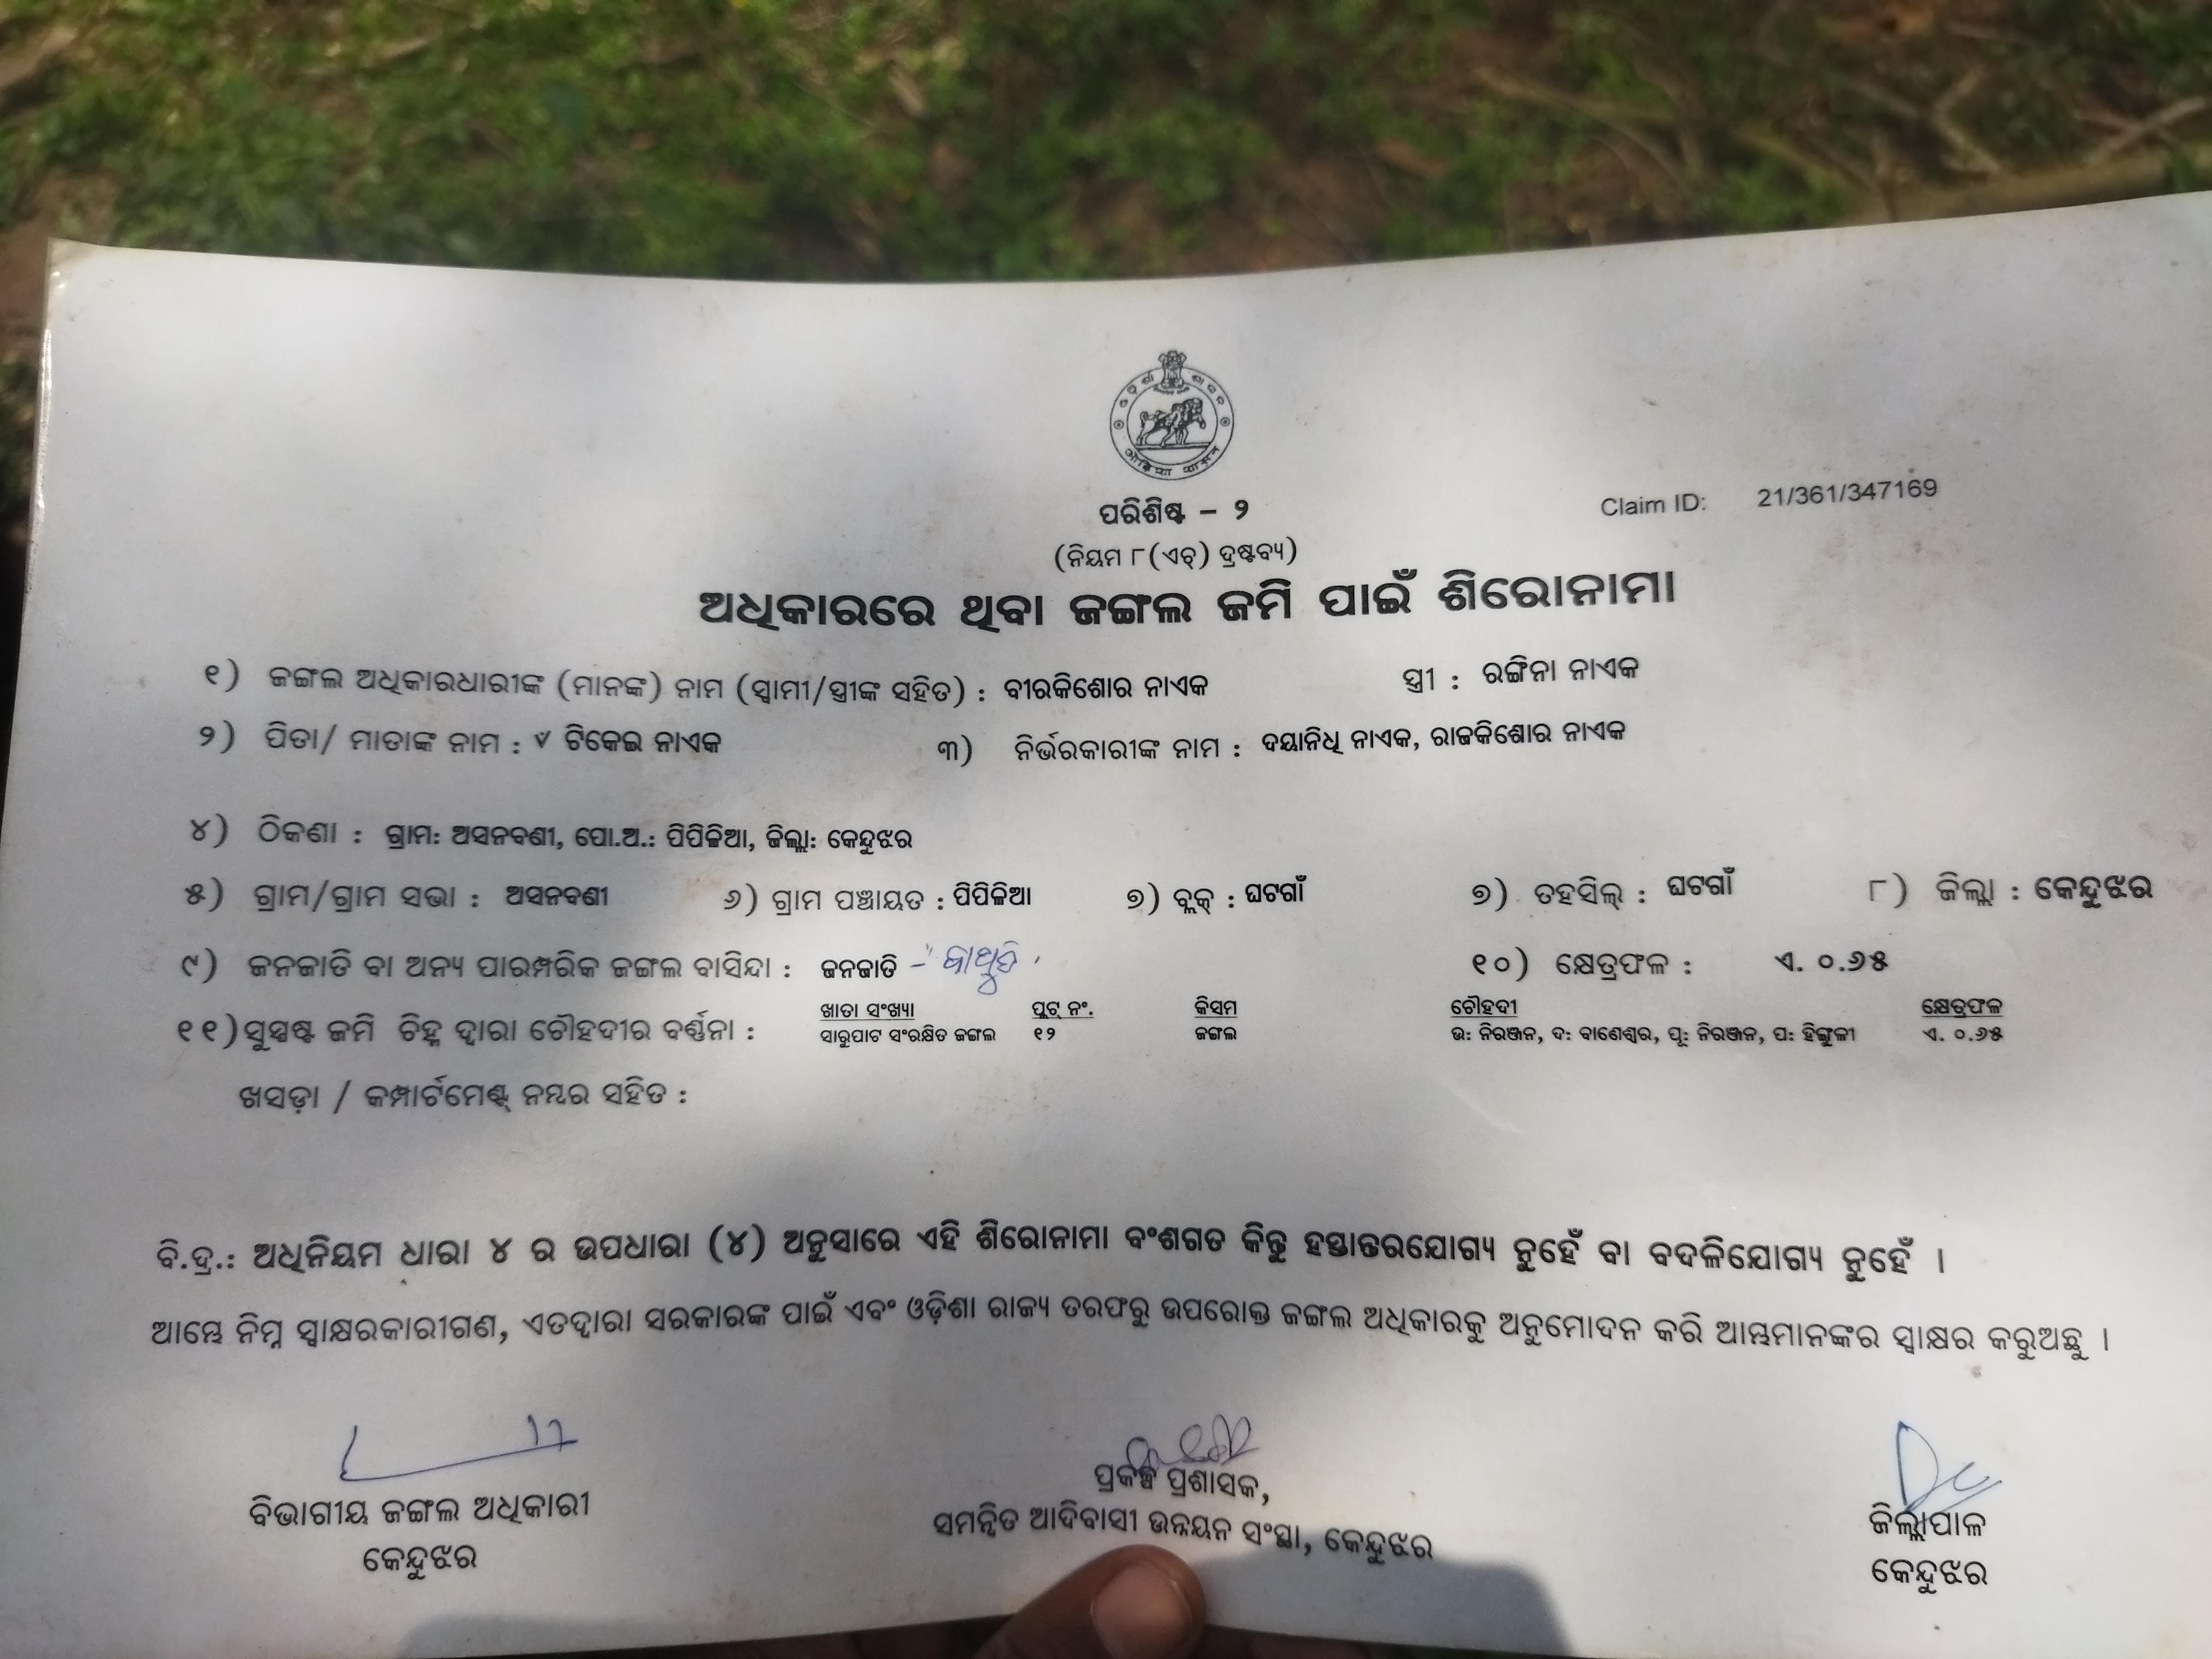 ପରିଶିଷ୍ଟ – ୨
Claim ID: 21/361/347169
(ନିୟମ ୮(ଏଚ୍) ଦ୍ରଷ୍ଟବ୍ୟ)
ଅଧିକାରରେ ଥିବା ଜଙ୍ଗଲ ଜମି ପାଇଁ ଶିରୋନାମା
୧) ଜଙ୍ଗଲ ଅଧିକାରଧାରୀଙ୍କ (ମାନଙ୍କ) ନାମ (ସ୍ୱାମୀ/ସ୍ତ୍ରୀଙ୍କ ସହିତ) : ବୀରକିଶୋର ନାଏକ ସ୍ତ୍ରୀ : ରଙ୍ଗିନା ନାଏକ
୨) ପିତା/ ମାତାଙ୍କ ନାମ : ୰ ଟିକେଇ ନାଏକ ୩) ନିର୍ଭରକାରୀଙ୍କ ନାମ : ଦୟାନିଧି ନାଏକ, ରାଜକିଶୋର ନାଏକ
୪) ଠିକଣା : ଗ୍ରାମ: ଅସନବଣୀ, ପୋ.ଅ.: ପିପିଳିଆ, ଜିଲ୍ଲା: କେନ୍ଦୁଝର
୫) ଗ୍ରାମ/ଗ୍ରାମ ସଭା : ଅସନବଣୀ ୬) ଗ୍ରାମ ପଞ୍ଚାୟତ : ପିପିଳିଆ ୭) ବ୍ଲକ୍ : ଘଟଗାଁ ୭) ତହସିଲ୍ : ଘଟଗାଁ ୮) ଜିଲ୍ଲା : କେନ୍ଦୁଝର
୯) ଜନଜାତି ବା ଅନ୍ୟ ପାରମ୍ପରିକ ଜଙ୍ଗଲ ବାସିନ୍ଦା : ଜନଜାତି – ବାଥୁଡି ୧୦) କ୍ଷେତ୍ରଫଳ : ଏ. ୦.୬୫
ଖାତା ସଂଖ୍ୟା ପ୍ଲଟ୍ ନଂ. କିସମ ଚୌହଦୀ କ୍ଷେତ୍ରଫଳ
୧୧) ସୁସ୍ପଷ୍ଟ ଜମି ଚିହ୍ନ ଦ୍ୱାରା ଚୌହଦୀର ବର୍ଣ୍ଣନା : ସାରୁପାଟ ସଂରକ୍ଷିତ ଜଙ୍ଗଲ ୧୨ ଜଙ୍ଗଲ ଉ: ନିରଞ୍ଜନ, ଦ: ବାଣେଶ୍ୱର, ପୂ: ନିରଞ୍ଜନ, ପ: ହିଙ୍ଗୁଳୀ ଏ. ୦.୬୫
ଖସଡ଼ା / କମ୍ପାର୍ଟମେଣ୍ଟ୍ ନମ୍ବର ସହିତ :
ବି.ଦ୍ର.: ଅଧିନିୟମ ଧାରା ୪ ର ଉପଧାରା (୪) ଅନୁସାରେ ଏହି ଶିରୋନାମା ବଂଶଗତ କିନ୍ତୁ ହସ୍ତାନ୍ତରଯୋଗ୍ୟ ନୁହେଁ ବା ବଦଳିଯୋଗ୍ୟ ନୁହେଁ ।
ଆମ୍ଭେ ନିମ୍ନ ସ୍ୱାକ୍ଷରକାରୀଗଣ, ଏତଦ୍ଦ୍ୱାରା ସରକାରଙ୍କ ପାଇଁ ଏବଂ ଓଡ଼ିଶା ରାଜ୍ୟ ତରଫରୁ ଉପରୋକ୍ତ ଜଙ୍ଗଲ ଅଧିକାରକୁ ଅନୁମୋଦନ କରି ଆମ୍ଭମାନଙ୍କର ସ୍ୱାକ୍ଷର କରୁଅଛୁ ।
ବିଭାଗୀୟ ଜଙ୍ଗଲ ଅଧିକାରୀ
କେନ୍ଦୁଝର
ପ୍ରକଳ୍ପ ପ୍ରଶାସକ,
ସମନ୍ୱିତ ଆଦିବାସୀ ଉନ୍ନୟନ ସଂସ୍ଥା, କେନ୍ଦୁଝର
ଜିଲ୍ଲାପାଳ
କେନ୍ଦୁଝର